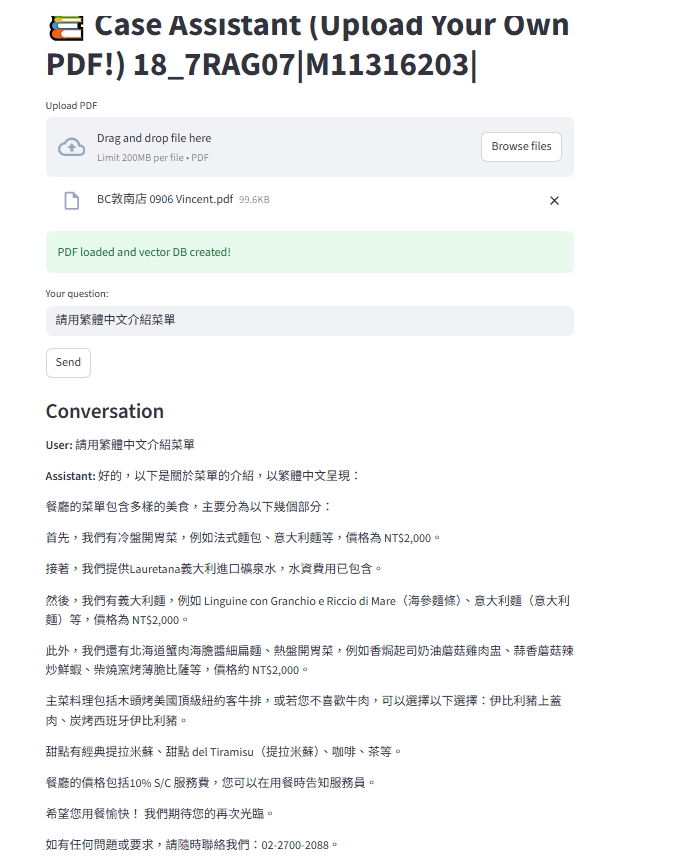 📚 Case Assistant (Upload Your Own
PDF!) 18_7RAG07|M11316203|
Upload PDF
Drag and drop file here
Limit 200MB per file • PDF
Browse files
BC敦南店 0906 Vincent.pdf 99.6KB
PDF loaded and vector DB created!
Your question:
請用繁體中文介紹菜單
Send
Conversation
User: 請用繁體中文介紹菜單
Assistant: 好的，以下是關於菜單的介紹，以繁體中文呈現：
餐廳的菜單包含多樣的美食，主要分為以下幾個部分：
首先，我們有冷盤開胃菜，例如法式麵包、意大利麵等，價格為 NT$2,000。
接著，我們提供Lauretana義大利進口礦泉水，水資費用已包含。
然後，我們有義大利麵，例如 Linguine con Granchio e Riccio di Mare（海參麵條）、意大利麵（意大利
麵）等，價格為 NT$2,000。
此外，我們還有北海道蟹肉海膽醬細扁麵、熱盤開胃菜，例如香焗起司奶油蘑菇雞肉盅、蒜香蘑菇辣
炒鮮蝦、柴燒窯烤薄脆比薩等，價格約 NT$2,000。
主菜料理包括木頭烤美國頂級紐約客牛排，或若您不喜歡牛肉，可以選擇以下選擇：伊比利豬上蓋
肉、炭烤西班牙伊比利豬。
甜點有經典提拉米蘇、甜點 del Tiramisu（提拉米蘇）、咖啡、茶等。
餐廳的價格包括10% S/C 服務費，您可以在用餐時告知服務員。
希望您用餐愉快！ 我們期待您的再次光臨。
如有任何問題或要求，請隨時聯絡我們：02-2700-2088。